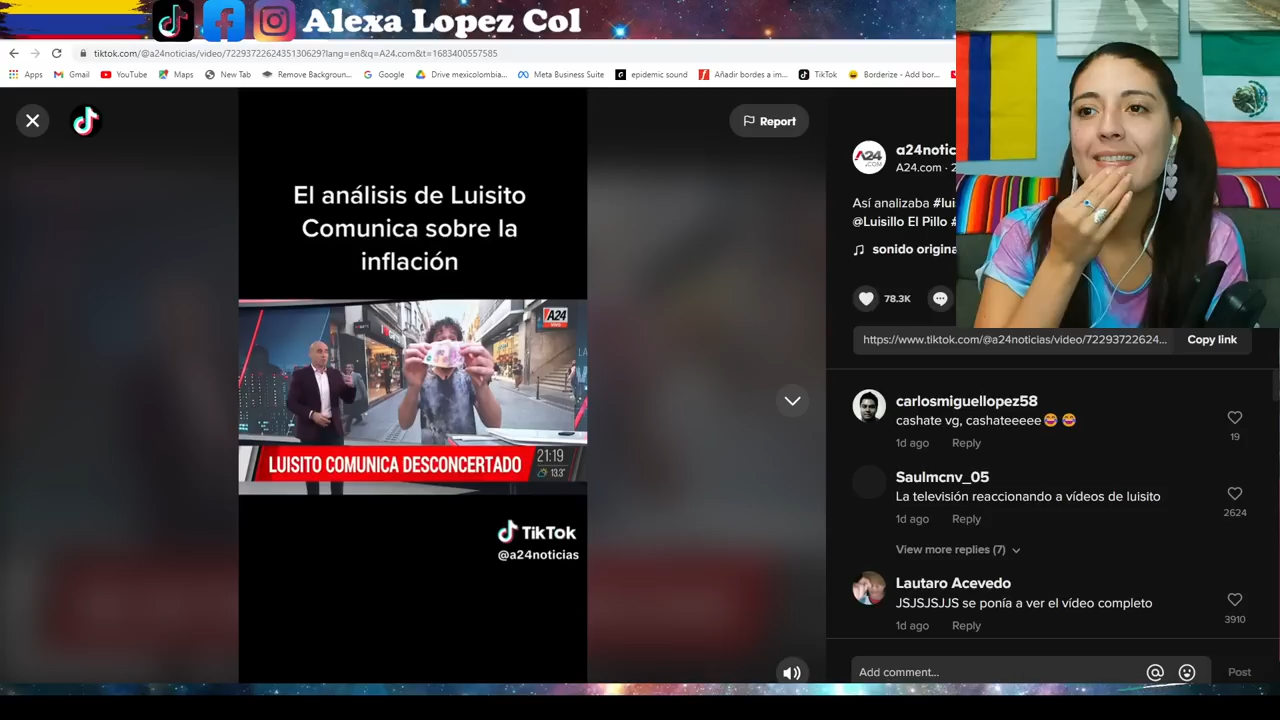 Alexa Lopez Col
tiktok.com/@a24noticias/video/7229372262435130629?lang=en&q=A24.com&t=1683400557585
Apps
Gmail
YouTube
Maps
New Tab
Remove Backgroun...
Google
Drive mexicolombia...
Meta Business Suite
epidemic sound
Añadir bordes a im...
TikTok
Borderize - Add bor...
Report
El análisis de Luisito
Comunica sobre la
inflación
A24
VIVO
LUISITO COMUNICA DESCONCERTADO
21:19
13.3°
TikTok
@a24noticias
A24
.COM
a24notic
A24.com · 2
Así analizaba #lui
@Luisillo El Pillo #
sonido origina
78.3K
https://www.tiktok.com/@a24noticias/video/72293722624...
Copy link
carlosmiguellopez58
cashate vg, cashateeeee😂 😂
1d ago
Reply
19
Saulmcnv_05
La televisión reaccionando a vídeos de luisito
1d ago
Reply
2624
View more replies (7)
Lautaro Acevedo
JSJSJSJJS se ponía a ver el vídeo completo
1d ago
Reply
3910
Add comment...
Post